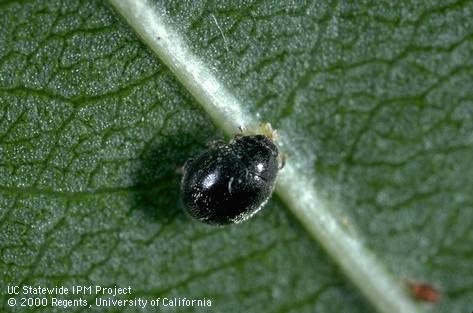 UC Statewide IPM Project
© 2000 Regents, University of California